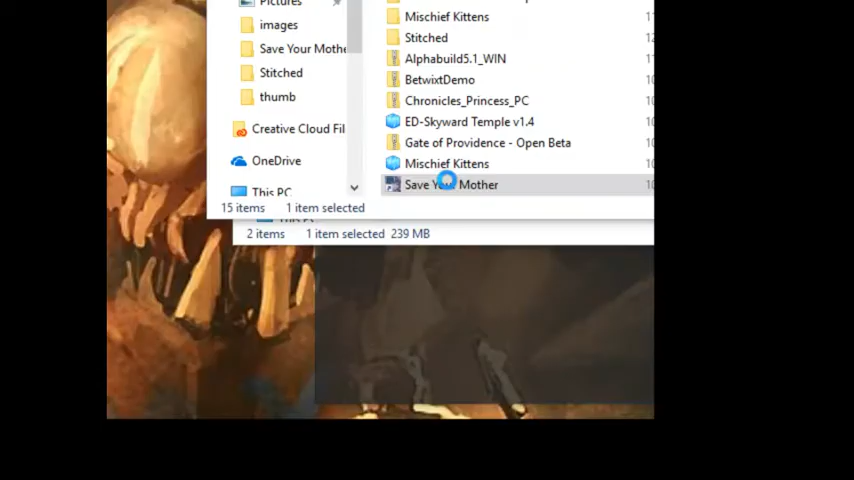 Pictures
Mischief Kittens
images
Stitched
Save Your Mothe
Alphabuild5.1_WIN
Stitched
BetwixtDemo
thumb
Chronicles_Princess_PC
ED-Skyward Temple v1.4
Creative Cloud Fil
Gate of Providence - Open Beta
OneDrive
Mischief Kittens
This PC
Save Your Mother
15 items 1 item selected
2 items 1 item selected 239 MB